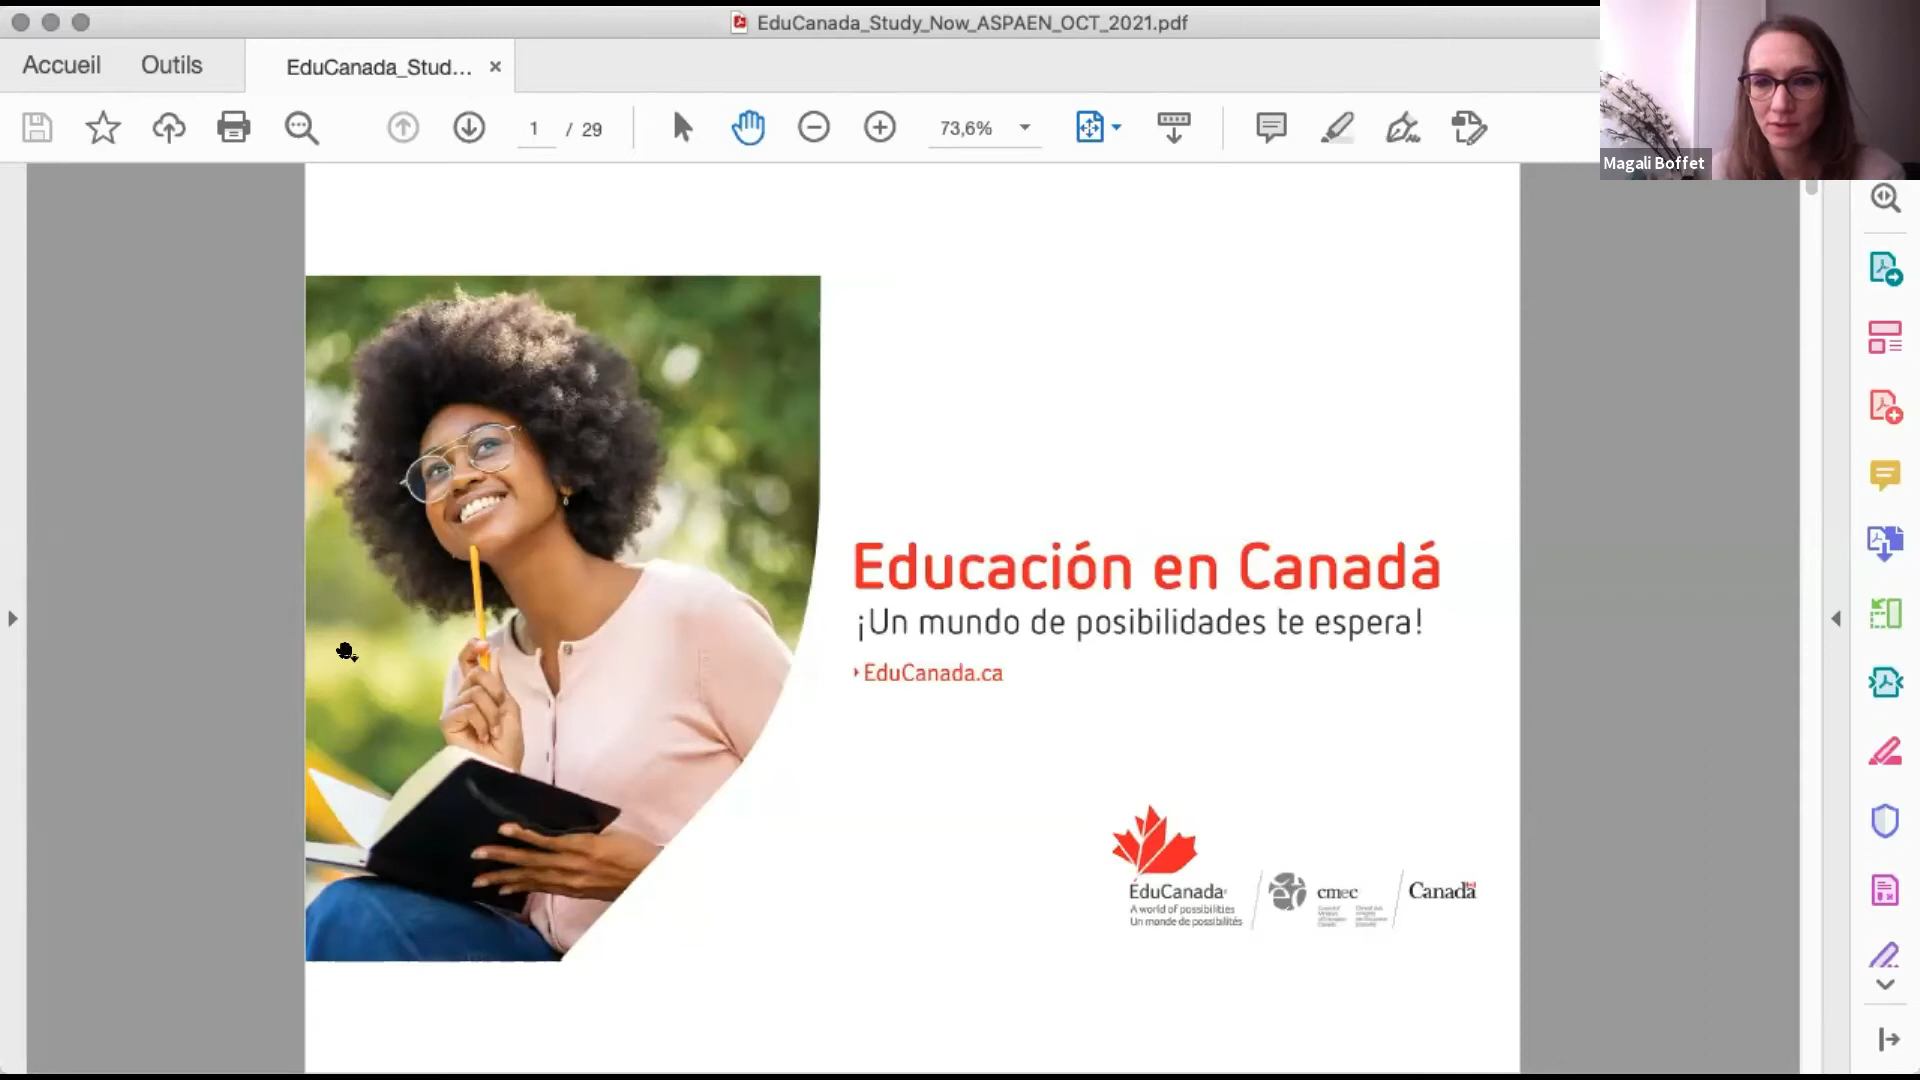 EduCanada_Study_Now_ASPAEN_OCT_2021.pdf
Accueil
Outils
EduCanada_Stud...
1
/ 29
73,6%
Magali Boffet
Educación en Canadá
¡Un mundo de posibilidades te espera!
EduCanada.ca
ÉduCanada
A world of possibilities
Un monde de possibilités
cmec
Canada